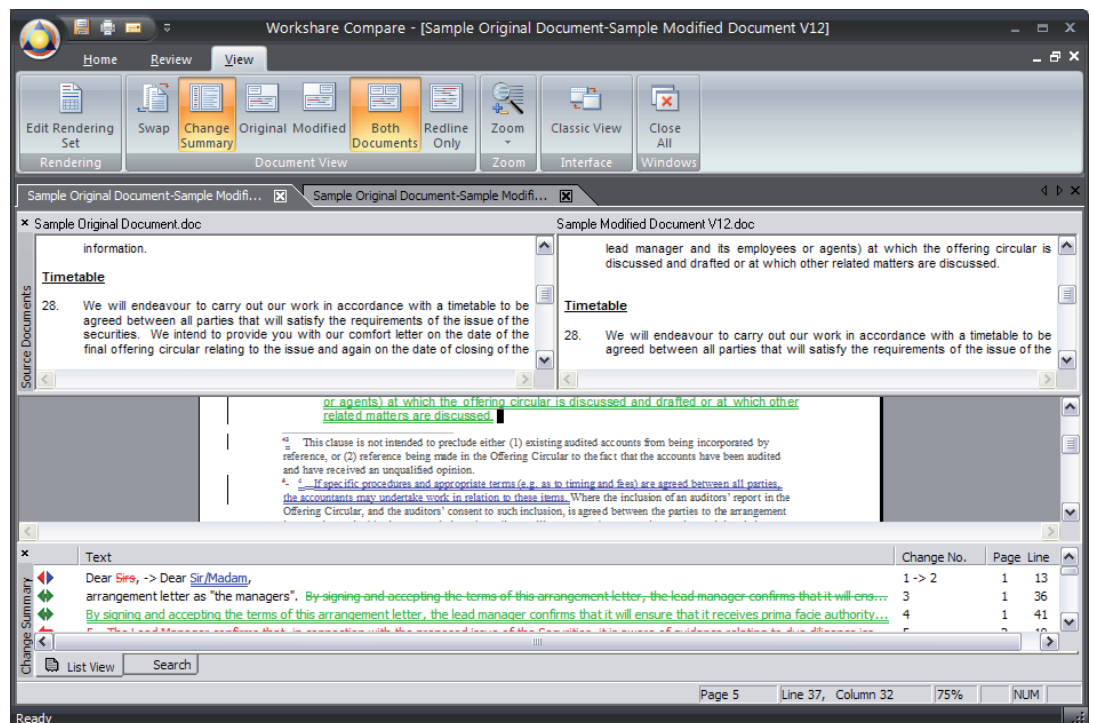 Workshare Compare - [Sample Original Document-Sample Modified Document V12]
Home Review View
Edit Rendering Set
Swap
Change Summary
Original
Modified
Both Documents
Redline Only
Zoom
Classic View
Close All
Rendering Document View Zoom Interface Windows
Sample Original Document-Sample Modifi... Sample Original Document-Sample Modifi...
Source Documents
Sample Original Document.doc
information.
Timetable
28. We will endeavour to carry out our work in accordance with a timetable to be
agreed between all parties that will satisfy the requirements of the issue of the
securities. We intend to provide you with our comfort letter on the date of the
final offering circular relating to the issue and again on the date of closing of the
Sample Modified Document V12.doc
lead manager and its employees or agents) at which the offering circular is
discussed and drafted or at which other related matters are discussed.
Timetable
28. We will endeavour to carry out our work in accordance with a timetable to be
agreed between all parties that will satisfy the requirements of the issue of the
or agents) at which the offering circular is discussed and drafted or at which other
related matters are discussed.
This clause is not intended to preclude either (1) existing audited accounts from being incorporated by
reference, or (2) reference being made in the Offering Circular to the fact that the accounts have been audited
and have received an unqualified opinion.
If specific procedures and appropriate terms (e.g. as to timing and fees) are agreed between all parties,
the accountants may undertake work in relation to these items. Where the inclusion of an auditors' report in the
Offering Circular, and the auditors' consent to such inclusion, is agreed between the parties to the arrangement
Change Summary
Text Change No. Page Line
Dear Sirs, -> Dear Sir/Madam, 1 -> 2 1 13
arrangement letter as "the managers". By signing and accepting the terms of this arrangement letter, the lead manager confirms that it will ens... 3 1 36
By signing and accepting the terms of this arrangement letter, the lead manager confirms that it will ensure that it receives prima facie authority... 4 1 41
List View Search
Page 5 Line 37, Column 32 75% NUM
Ready